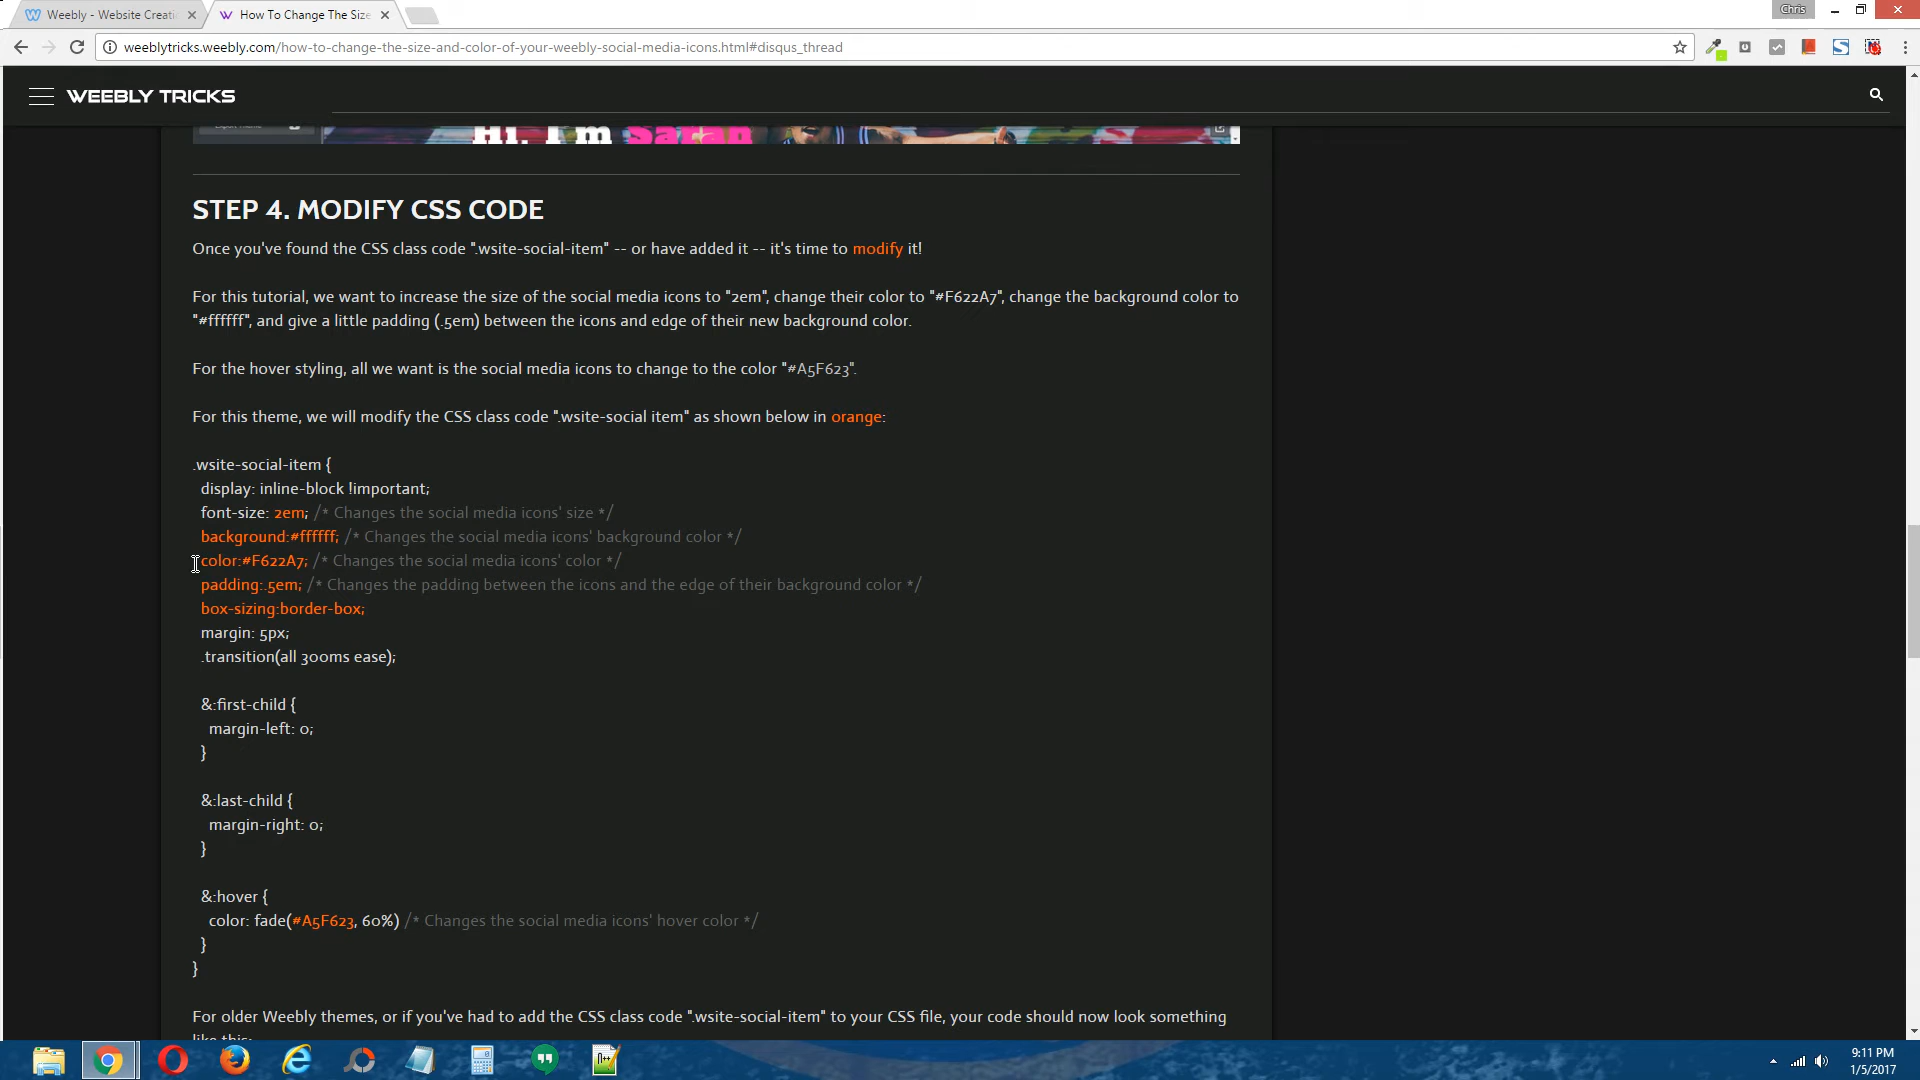 Weebly - Website Creati
How To Change The Size
Chris
weeblytricks.weebly.com/how-to-change-the-size-and-color-of-your-weebly-social-media-icons.html#disqus_thread
WEEBLY TRICKS
Hi, I'm Sarah
STEP 4. MODIFY CSS CODE
Once you've found the CSS class code ".wsite-social-item" -- or have added it -- it's time to modify it!
For this tutorial, we want to increase the size of the social media icons to "2em", change their color to "#F622A7", change the background color to
"#ffffff", and give a little padding (.5em) between the icons and edge of their new background color.
For the hover styling, all we want is the social media icons to change to the color "#A5F623".
For this theme, we will modify the CSS class code ".wsite-social item" as shown below in orange:
.wsite-social-item {
display: inline-block !important;
font-size: 2em; /* Changes the social media icons' size */
background:#ffffff; /* Changes the social media icons' background color */
color:#F622A7; /* Changes the social media icons' color */
padding:.5em; /* Changes the padding between the icons and the edge of their background color */
box-sizing:border-box;
margin: 5px;
.transition(all 300ms ease);
&:first-child {
margin-left: 0;
}
&:last-child {
margin-right: 0;
}
&:hover {
color: fade(#A5F623, 60%) /* Changes the social media icons' hover color */
}
}
For older Weebly themes, or if you've had to add the CSS class code ".wsite-social-item" to your CSS file, your code should now look something
like this:
9:11 PM
1/5/2017